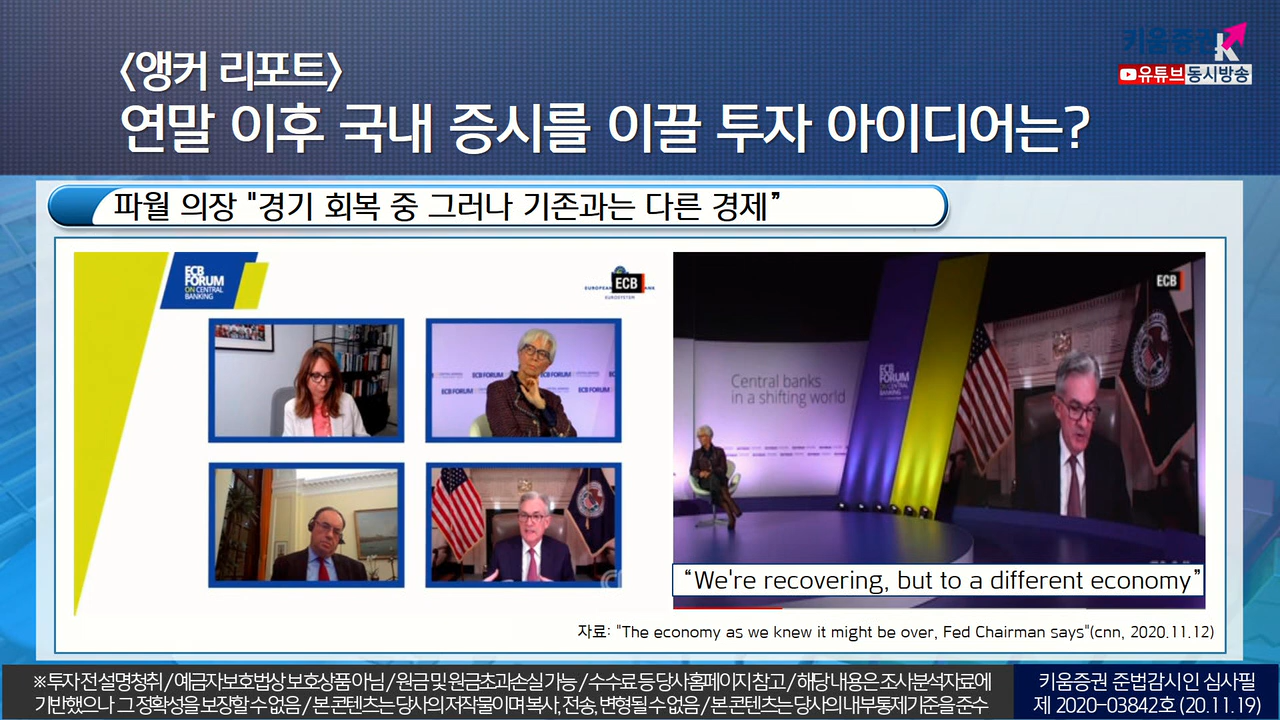 <앵커 리포트>
연말 이후 국내 증시를 이끌 투자 아이디어는?
키움증권
유튜브동시방송
파월 의장 "경기 회복 중 그러나 기존과는 다른 경제”
ECB
FORUM
ON CENTRAL
BANKING
ECB
EUROSYSTEM
ECB FORUM
ECB FORUM
ECB FORUM
ECB
Central banks
in a shifting world
ECB
FORUM
ON CENTRAL
BANKING
“We're recovering, but to a different economy”
자료: "The economy as we knew it might be over, Fed Chairman says"(cnn, 2020.11.12)
※ 투자 전 설명청취 / 예금자보호법상 보호상품 아님 / 원금 및 원금초과손실 가능 / 수수료 등 당사홈페이지 참고 / 해당 내용은 조사분석자료에
기반했으나 그 정확성을 보장할 수 없음 / 본 콘텐츠는 당사의 저작물이며 복사, 전송, 변형될 수 없음 / 본 콘텐츠는 당사의 내부통제기준을 준수
키움증권 준법감시인 심사필
제 2020-03842호 (20.11.19)